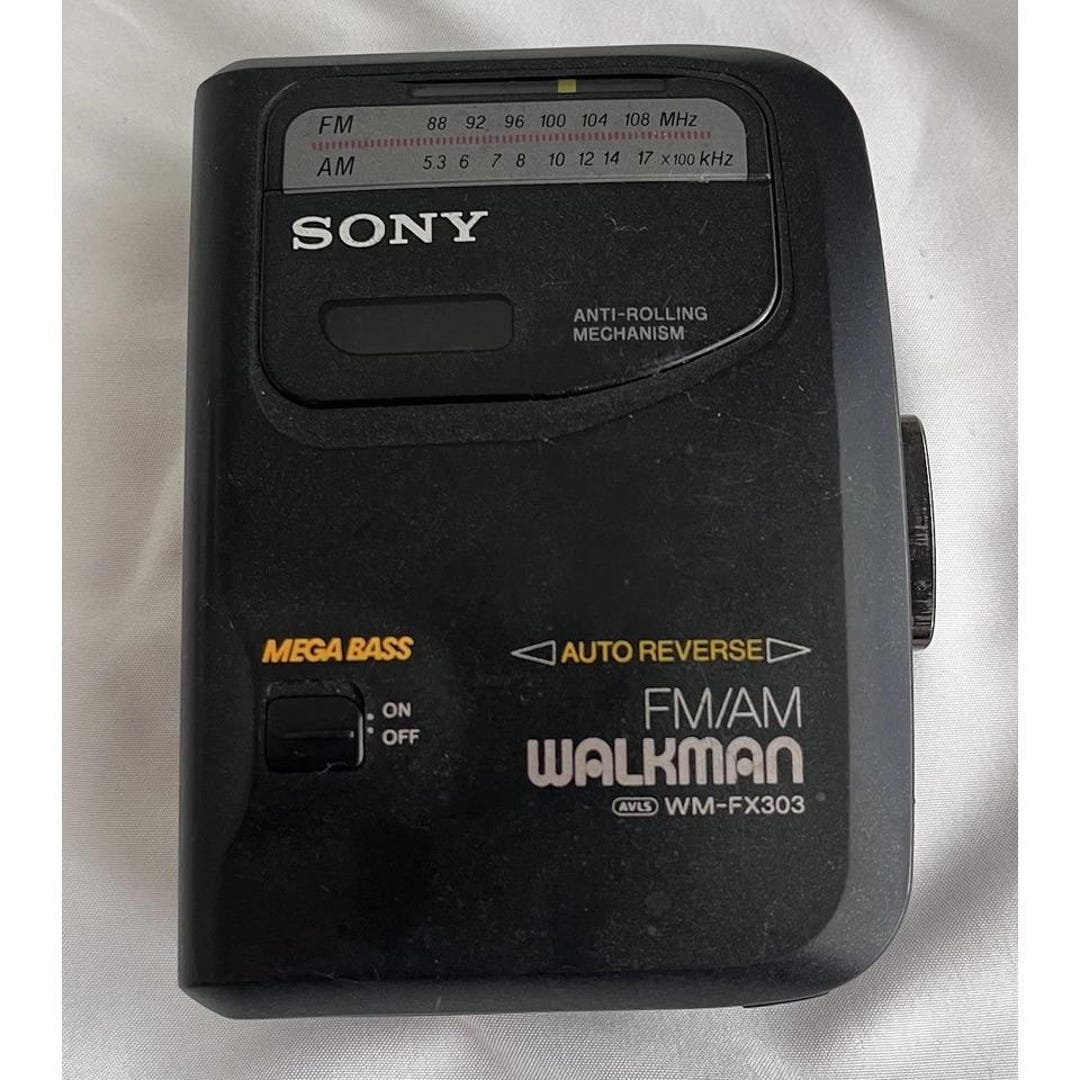 FM 88 92 96 100 104 108 MHz
AM 5.3 6 7 8 10 12 14 17 x100 kHz
SONY
ANTI-ROLLING
MECHANISM
MEGA BASS
ON
OFF
AUTO REVERSE
FM/AM
WALKMAN
AVLS WM-FX303